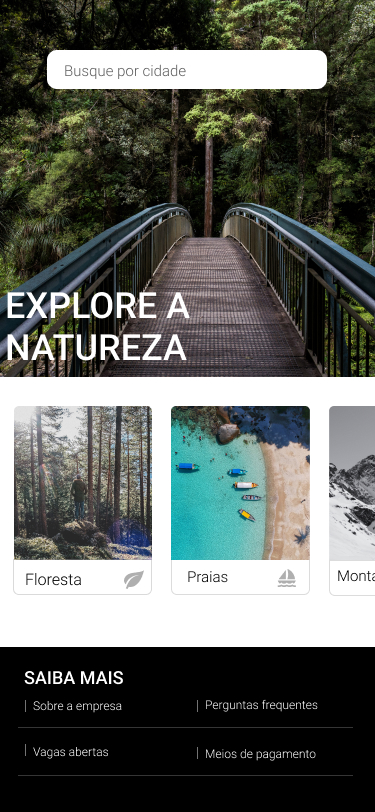 Busque por cidade
EXPLORE A
NATUREZA
Floresta
Praias
Monta
SAIBA MAIS
Sobre a empresa
Perguntas frequentes
Vagas abertas
Meios de pagamento